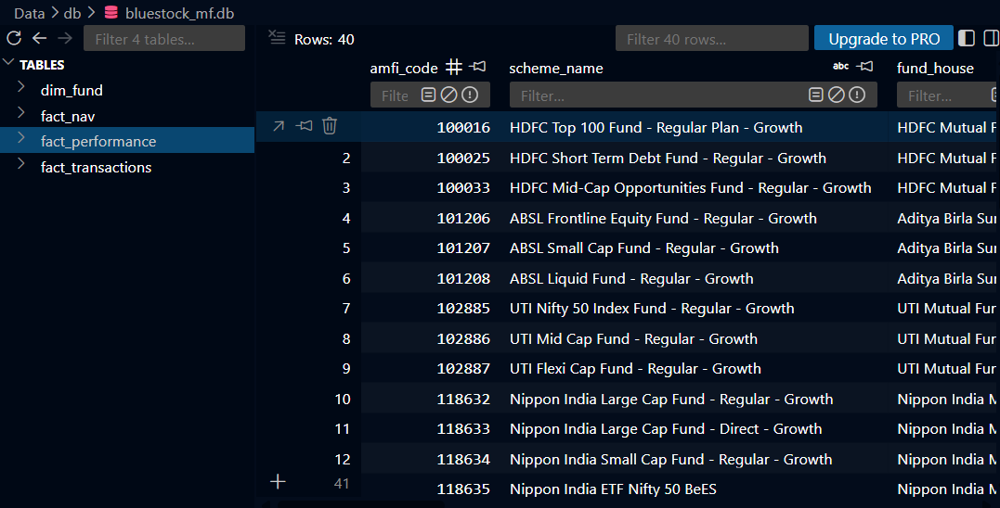 Data > db > bluestock_mf.db
Filter 4 tables... Rows: 40 Filter 40 rows... Upgrade to PRO
TABLES
dim_fund
fact_nav
fact_performance
fact_transactions
amfi_code scheme_name abc fund_house
Filte Filter... Filter...
100016 HDFC Top 100 Fund - Regular Plan - Growth HDFC Mutual F
2 100025 HDFC Short Term Debt Fund - Regular - Growth HDFC Mutual F
3 100033 HDFC Mid-Cap Opportunities Fund - Regular - Growth HDFC Mutual F
4 101206 ABSL Frontline Equity Fund - Regular - Growth Aditya Birla Sun
5 101207 ABSL Small Cap Fund - Regular - Growth Aditya Birla Sun
6 101208 ABSL Liquid Fund - Regular - Growth Aditya Birla Sun
7 102885 UTI Nifty 50 Index Fund - Regular - Growth UTI Mutual Fun
8 102886 UTI Mid Cap Fund - Regular - Growth UTI Mutual Fun
9 102887 UTI Flexi Cap Fund - Regular - Growth UTI Mutual Fun
10 118632 Nippon India Large Cap Fund - Regular - Growth Nippon India M
11 118633 Nippon India Large Cap Fund - Direct - Growth Nippon India M
12 118634 Nippon India Small Cap Fund - Regular - Growth Nippon India M
41 118635 Nippon India ETF Nifty 50 BeES Nippon India M